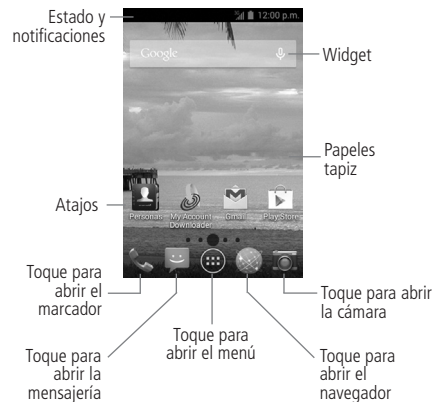 Estado y
notificaciones
12:00 p.m.
Google
Widget
Papeles
tapiz
Atajos
Personas
My Account
Downloader
Gmail
Play Store
Toque para
abrir el
marcador
Toque para abrir
la cámara
Toque para
abrir el menú
Toque para
abrir la
mensajería
Toque para
abrir el
navegador